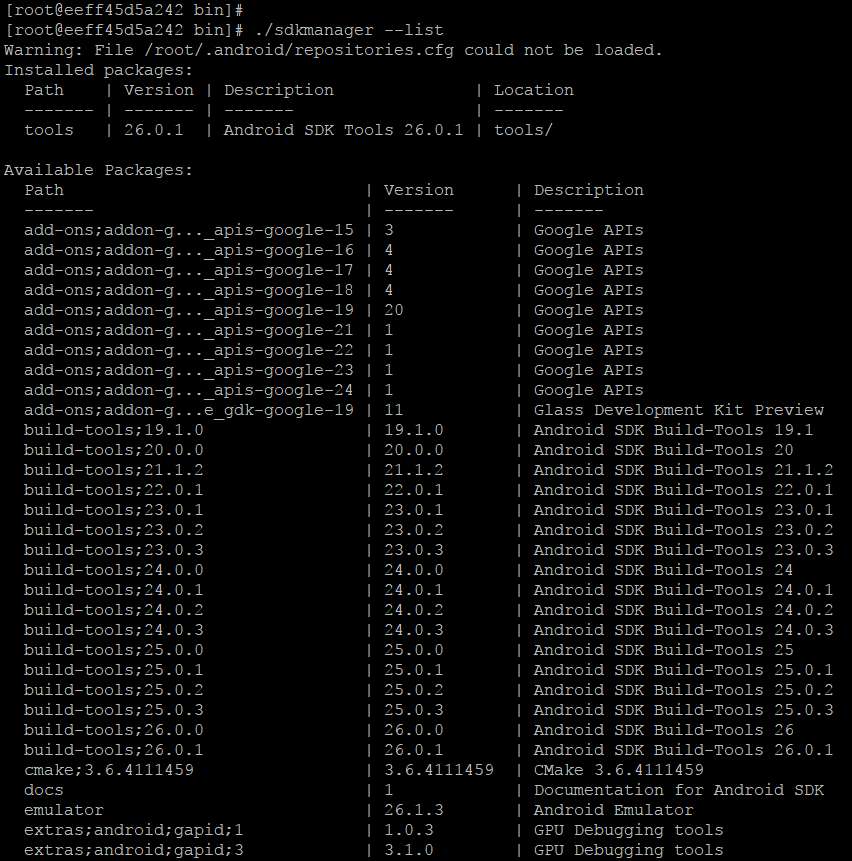 [root@eeff45d5a242 bin]#
[root@eeff45d5a242 bin]# ./sdkmanager --list
Warning: File /root/.android/repositories.cfg could not be loaded.
Installed packages:
  Path    | Version | Description              | Location
  ------- | ------- | -------                  | -------
  tools   | 26.0.1  | Android SDK Tools 26.0.1 | tools/

Available Packages:
  Path                              | Version      | Description
  -------                           | -------      | -------
  add-ons;addon-g..._apis-google-15 | 3            | Google APIs
  add-ons;addon-g..._apis-google-16 | 4            | Google APIs
  add-ons;addon-g..._apis-google-17 | 4            | Google APIs
  add-ons;addon-g..._apis-google-18 | 4            | Google APIs
  add-ons;addon-g..._apis-google-19 | 20           | Google APIs
  add-ons;addon-g..._apis-google-21 | 1            | Google APIs
  add-ons;addon-g..._apis-google-22 | 1            | Google APIs
  add-ons;addon-g..._apis-google-23 | 1            | Google APIs
  add-ons;addon-g..._apis-google-24 | 1            | Google APIs
  add-ons;addon-g...e_gdk-google-19 | 11           | Glass Development Kit Preview
  build-tools;19.1.0                | 19.1.0       | Android SDK Build-Tools 19.1
  build-tools;20.0.0                | 20.0.0       | Android SDK Build-Tools 20
  build-tools;21.1.2                | 21.1.2       | Android SDK Build-Tools 21.1.2
  build-tools;22.0.1                | 22.0.1       | Android SDK Build-Tools 22.0.1
  build-tools;23.0.1                | 23.0.1       | Android SDK Build-Tools 23.0.1
  build-tools;23.0.2                | 23.0.2       | Android SDK Build-Tools 23.0.2
  build-tools;23.0.3                | 23.0.3       | Android SDK Build-Tools 23.0.3
  build-tools;24.0.0                | 24.0.0       | Android SDK Build-Tools 24
  build-tools;24.0.1                | 24.0.1       | Android SDK Build-Tools 24.0.1
  build-tools;24.0.2                | 24.0.2       | Android SDK Build-Tools 24.0.2
  build-tools;24.0.3                | 24.0.3       | Android SDK Build-Tools 24.0.3
  build-tools;25.0.0                | 25.0.0       | Android SDK Build-Tools 25
  build-tools;25.0.1                | 25.0.1       | Android SDK Build-Tools 25.0.1
  build-tools;25.0.2                | 25.0.2       | Android SDK Build-Tools 25.0.2
  build-tools;25.0.3                | 25.0.3       | Android SDK Build-Tools 25.0.3
  build-tools;26.0.0                | 26.0.0       | Android SDK Build-Tools 26
  build-tools;26.0.1                | 26.0.1       | Android SDK Build-Tools 26.0.1
  cmake;3.6.4111459                 | 3.6.4111459  | CMake 3.6.4111459
  docs                              | 1            | Documentation for Android SDK
  emulator                          | 26.1.3       | Android Emulator
  extras;android;gapid;1            | 1.0.3        | GPU Debugging tools
  extras;android;gapid;3            | 3.1.0        | GPU Debugging tools